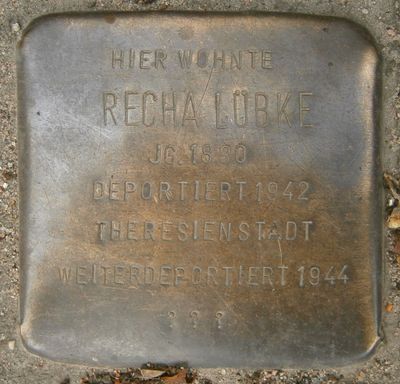 HIER WOHNTE
RECHA LÜBKE
JG. 1880
DEPORTIERT 1942
THERESIENSTADT
WEITERDEPORTIERT 1944
? ? ?